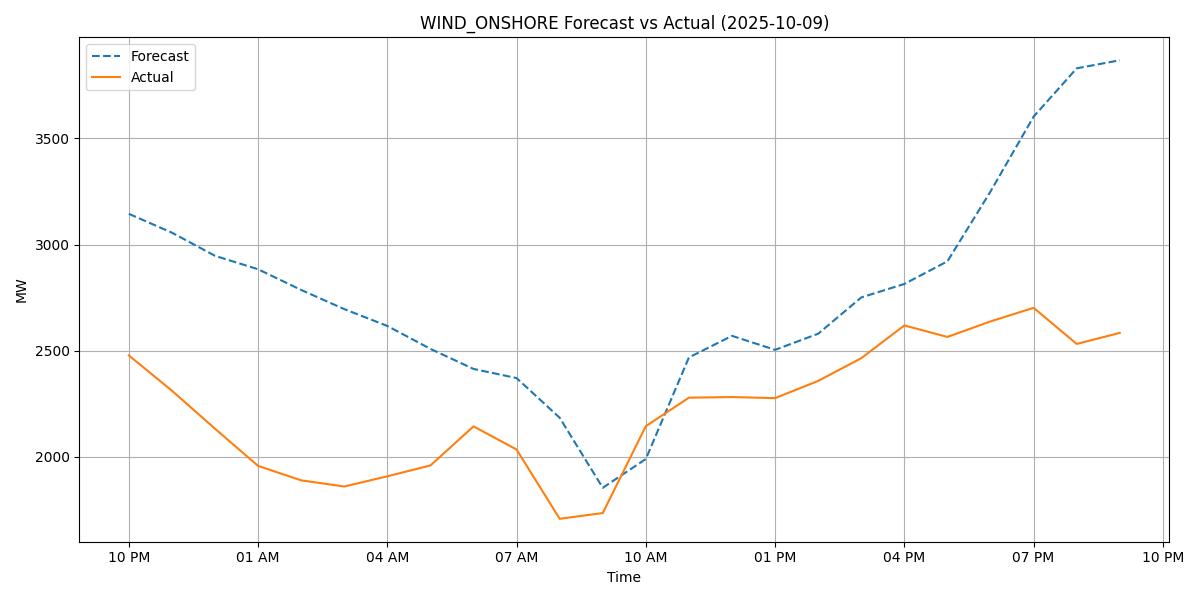 WIND_ONSHORE Forecast vs Actual (2025-10-09)
Forecast
Actual
MW
3500
3000
2500
2000
10 PM 01 AM 04 AM 07 AM 10 AM 01 PM 04 PM 07 PM 10 PM
Time